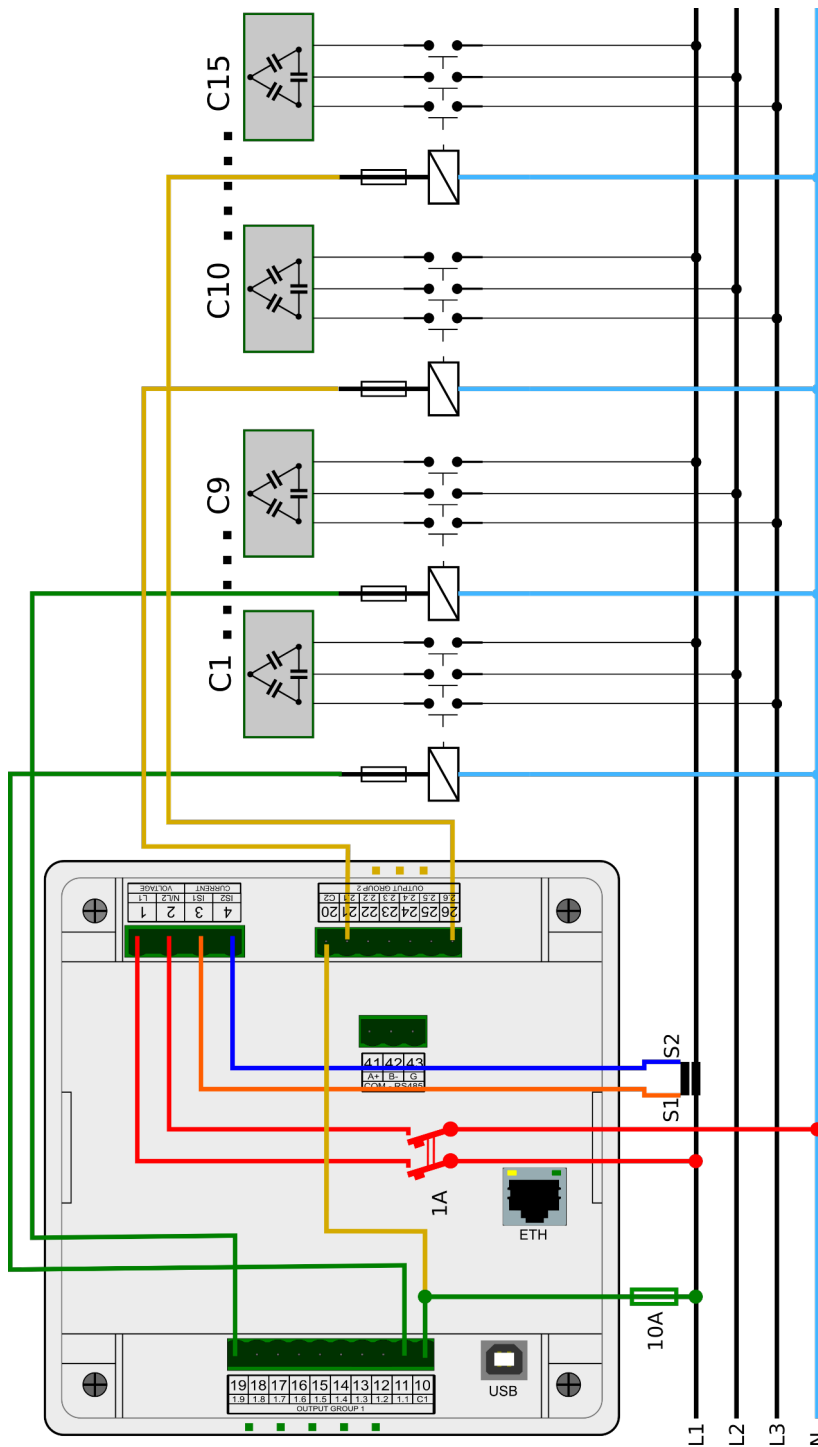 C15
C10
C9
C1
L1 N/L2 IS1 IS2
VOLTAGE CURRENT
1 2 3 4
OUTPUT GROUP 2
C2 2.1 2.2 2.3 2.4 2.5 2.6
20 21 22 23 24 25 26
41 42 43
A+ B- G
COM - RS485
S2
S1
1A
ETH
10A
USB
19 18 17 16 15 14 13 12 11 10
1.9 1.8 1.7 1.6 1.5 1.4 1.3 1.2 1.1 C1
OUTPUT GROUP 1
L1
L2
L3
N